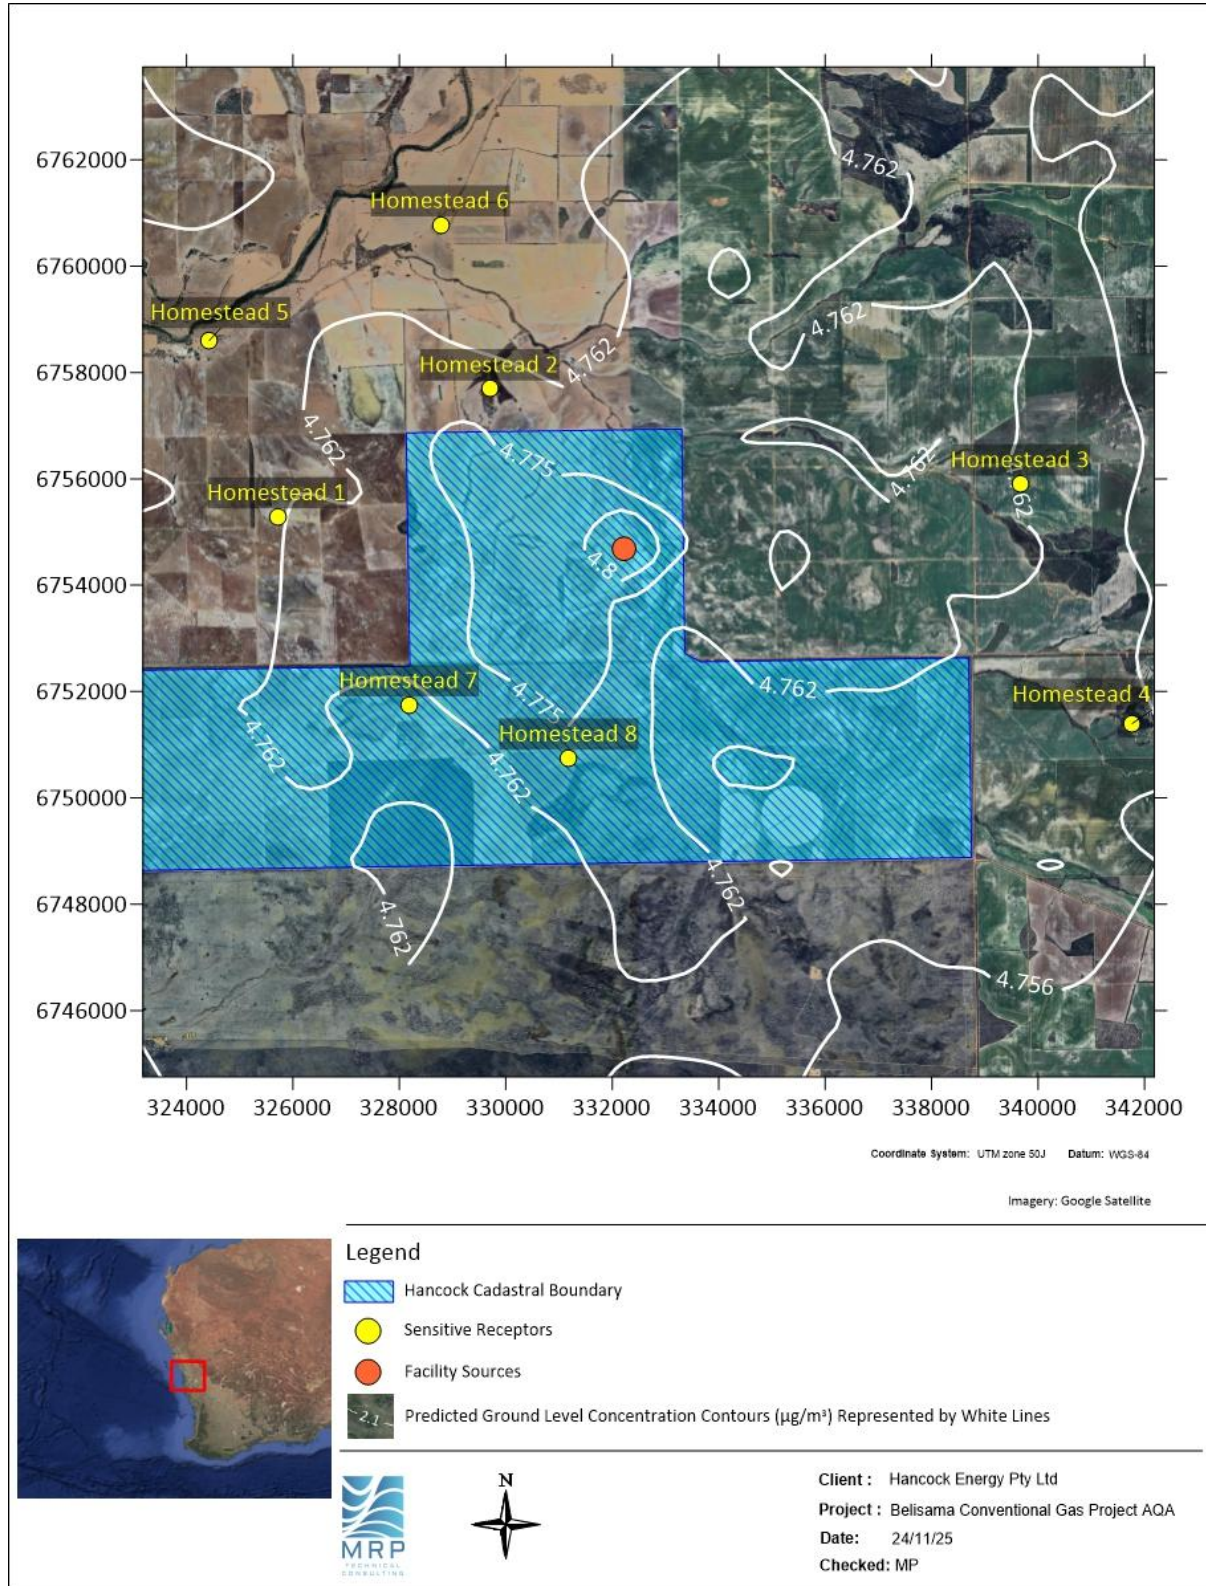 6762000
6760000
6758000
6756000
6754000
6752000
6750000
6748000
6746000
4.762
Homestead 6
Homestead 5
4.762
Homestead 2
4.762
4.762
4.775
4.762
Homestead 3
Homestead 1
4.762
4.8
Homestead 7
4.775
4.762
Homestead 4
Homestead 8
4.762
4.762
4.762
4.762
4.756
324000 326000 328000 330000 332000 334000 336000 338000 340000 342000
Coordinate System: UTM zone 50J Datum: WGS-84
Imagery: Google Satellite
Legend
Hancock Cadastral Boundary
Sensitive Receptors
Facility Sources
2.1
Predicted Ground Level Concentration Contours (µg/m³) Represented by White Lines
N
MRP
TECHNICAL
CONSULTING
Client : Hancock Energy Pty Ltd
Project : Belisama Conventional Gas Project AQA
Date: 24/11/25
Checked: MP